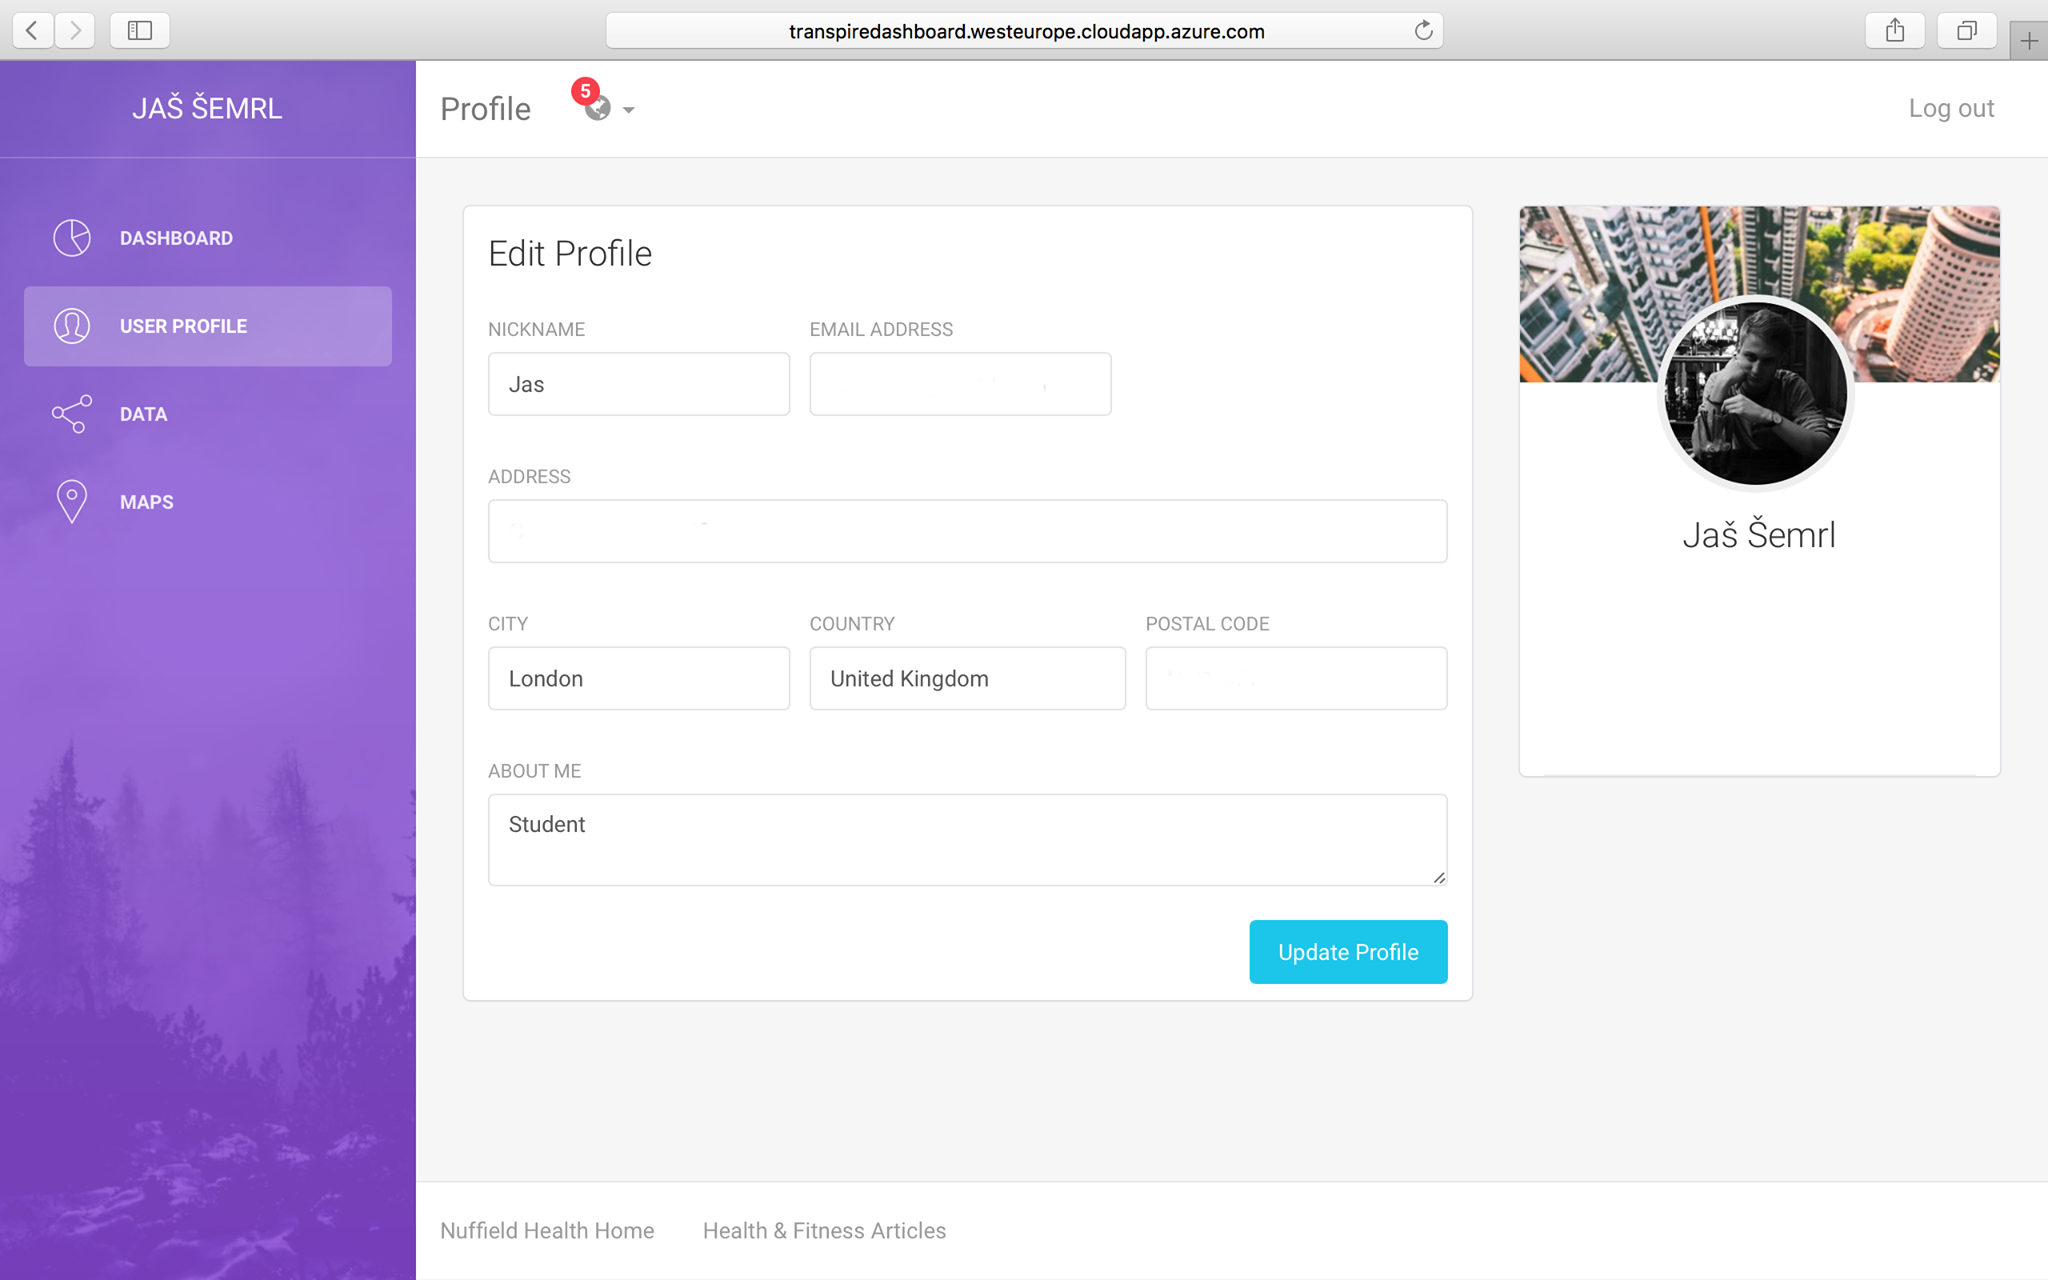 transpiredashboard.westeurope.cloudapp.azure.com
JAŠ ŠEMRL
Profile
5
Log out
DASHBOARD
USER PROFILE
DATA
MAPS
Edit Profile
NICKNAME
EMAIL ADDRESS
Jas
ADDRESS
CITY
COUNTRY
POSTAL CODE
London
United Kingdom
ABOUT ME
Student
Update Profile
Jaš Šemrl
Nuffield Health Home
Health & Fitness Articles